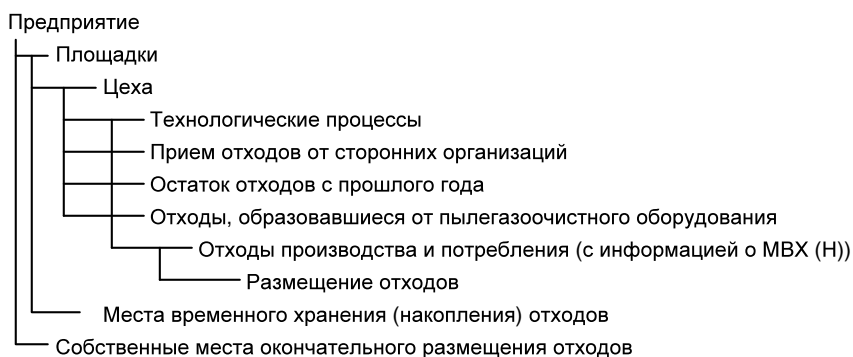 Предприятие
Площадки
Цеха
Технологические процессы
Прием отходов от сторонних организаций
Остаток отходов с прошлого года
Отходы, образовавшиеся от пылегазоочистного оборудования
Отходы производства и потребления (с информацией о МВХ (Н))
Размещение отходов
Места временного хранения (накопления) отходов
Собственные места окончательного размещения отходов